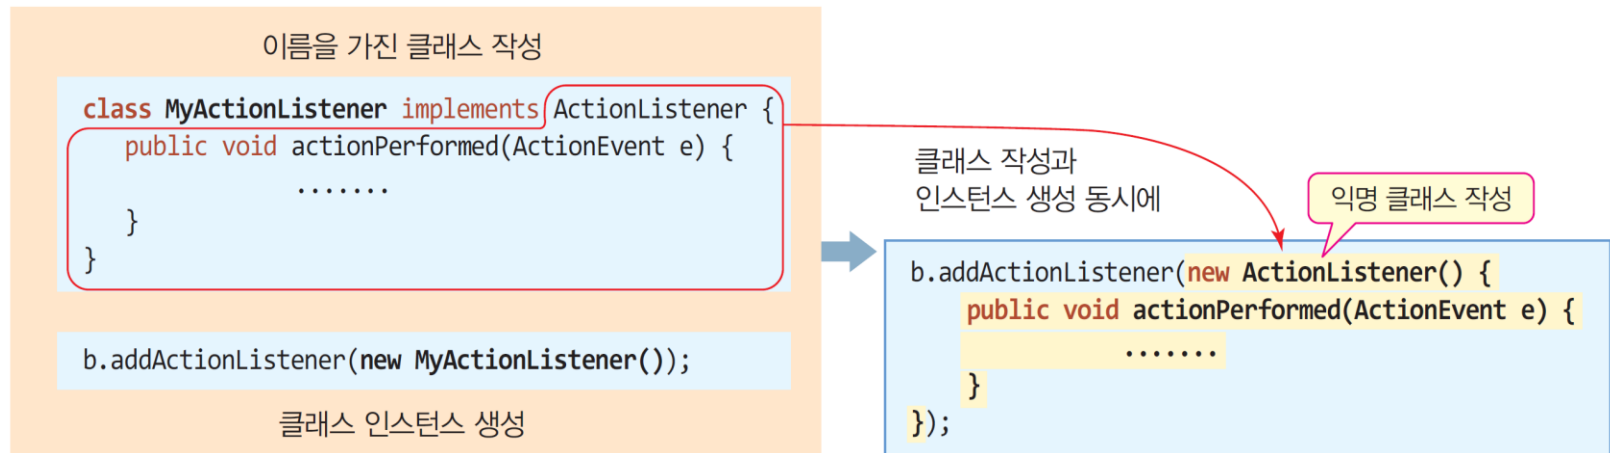 이름을 가진 클래스 작성
class MyActionListener implements ActionListener {
public void actionPerformed(ActionEvent e) {
.......
}
}
b.addActionListener(new MyActionListener());
클래스 인스턴스 생성
클래스 작성과
인스턴스 생성 동시에
익명 클래스 작성
b.addActionListener(new ActionListener() {
public void actionPerformed(ActionEvent e) {
.......
}
});